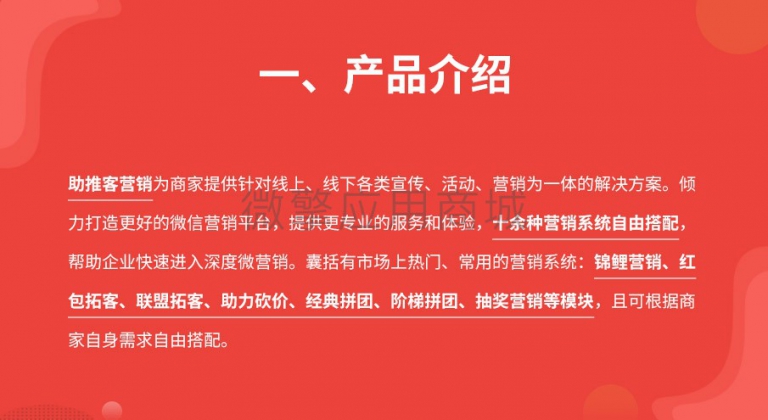 一、产品介绍
助推客营销为商家提供针对线上、线下各类宣传、活动、营销为一体的解决方案。倾
力打造更好的微信营销平台，提供更专业的服务和体验，十余种营销系统自由搭配，
帮助企业快速进入深度微营销。囊括有市场上热门、常用的营销系统：锦鲤营销、红
包拓客、联盟拓客、助力砍价、经典拼团、阶梯拼团、抽奖营销等模块，且可根据商
家自身需求自由搭配。
微擎应用商城